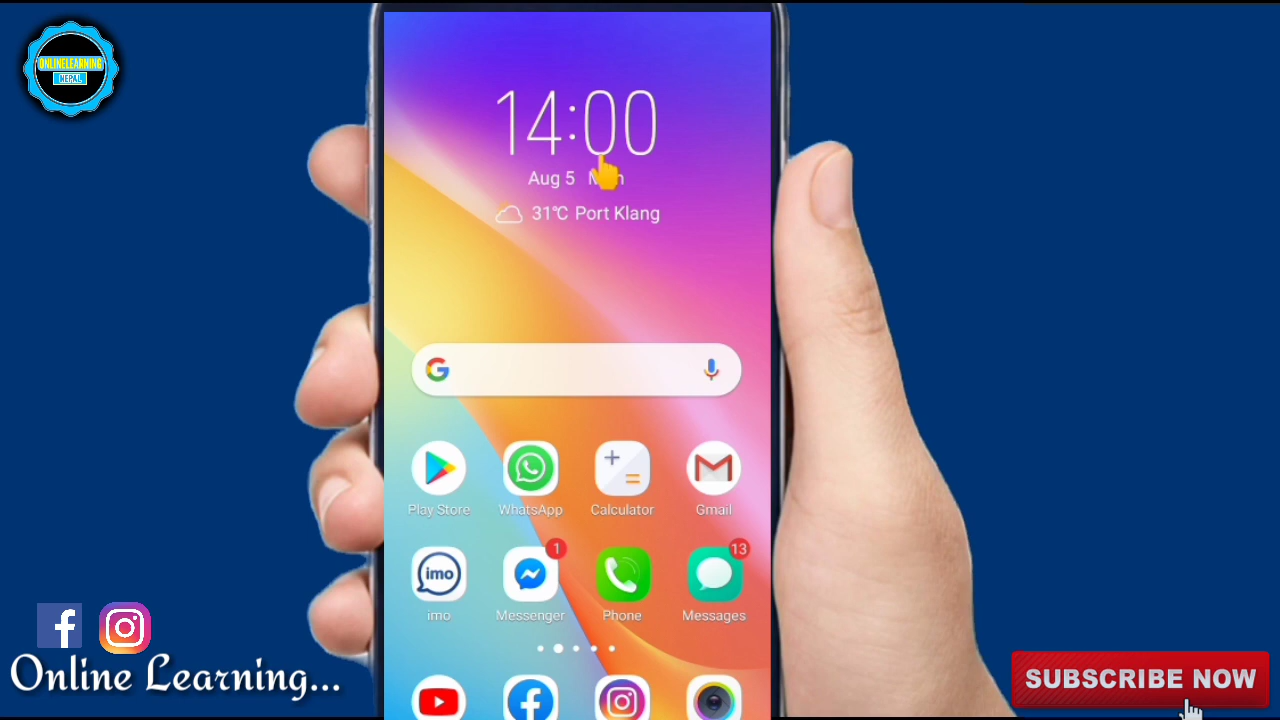 ONLINELEARNING
NEPAL
14:00
Aug 5
31°C Port Klang
Play Store
WhatsApp
Calculator
Gmail
1
13
imo
imo
Messenger
Phone
Messages
Online Learning...
SUBSCRIBE NOW